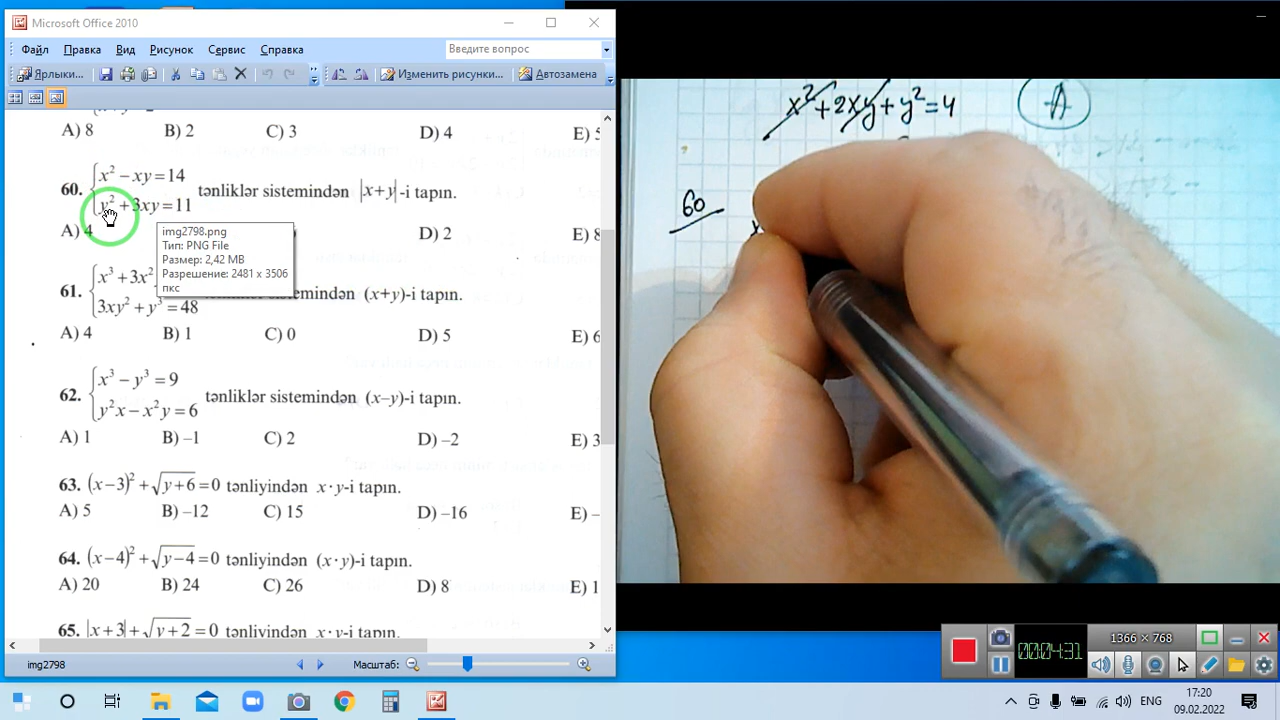 Microsoft Office 2010
Файл Правка Вид Рисунок Сервис Справка
Введите вопрос
Ярлыки... Изменить рисунки... Автозамена
A) 8 B) 2 C) 3 D) 4 E) 5
60. {x² – xy = 14
y² + 3xy = 11 tənliklər sistemindən |x+y|-i tapın.
A) 4 D) 2 E) 8
img2798.png
Тип: PNG File
Размер: 2,42 MB
Разрешение: 2481 x 3506
пкс
61. {x³ + 3x²
3xy² + y³ = 48 sistemindən (x+y)-i tapın.
A) 4 B) 1 C) 0 D) 5 E) 6
62. {x³ – y³ = 9
y²x – x²y = 6 tənliklər sistemindən (x–y)-i tapın.
A) 1 B) –1 C) 2 D) –2 E) 3
63. (x–3)² + √y+6 = 0 tənliyindən x·y-i tapın.
A) 5 B) –12 C) 15 D) –16 E) –
64. (x–4)² + √y–4 = 0 tənliyindən (x·y)-i tapın.
A) 20 B) 24 C) 26 D) 8 E) 1
65. |x+3| + √y+2 = 0 tənliyindən x·y-i tapın.
img2798 Масштаб:
x² + 2xy + y² = 4 A
60
x
1366 × 768
00:04:31
ENG
17:20
09.02.2022